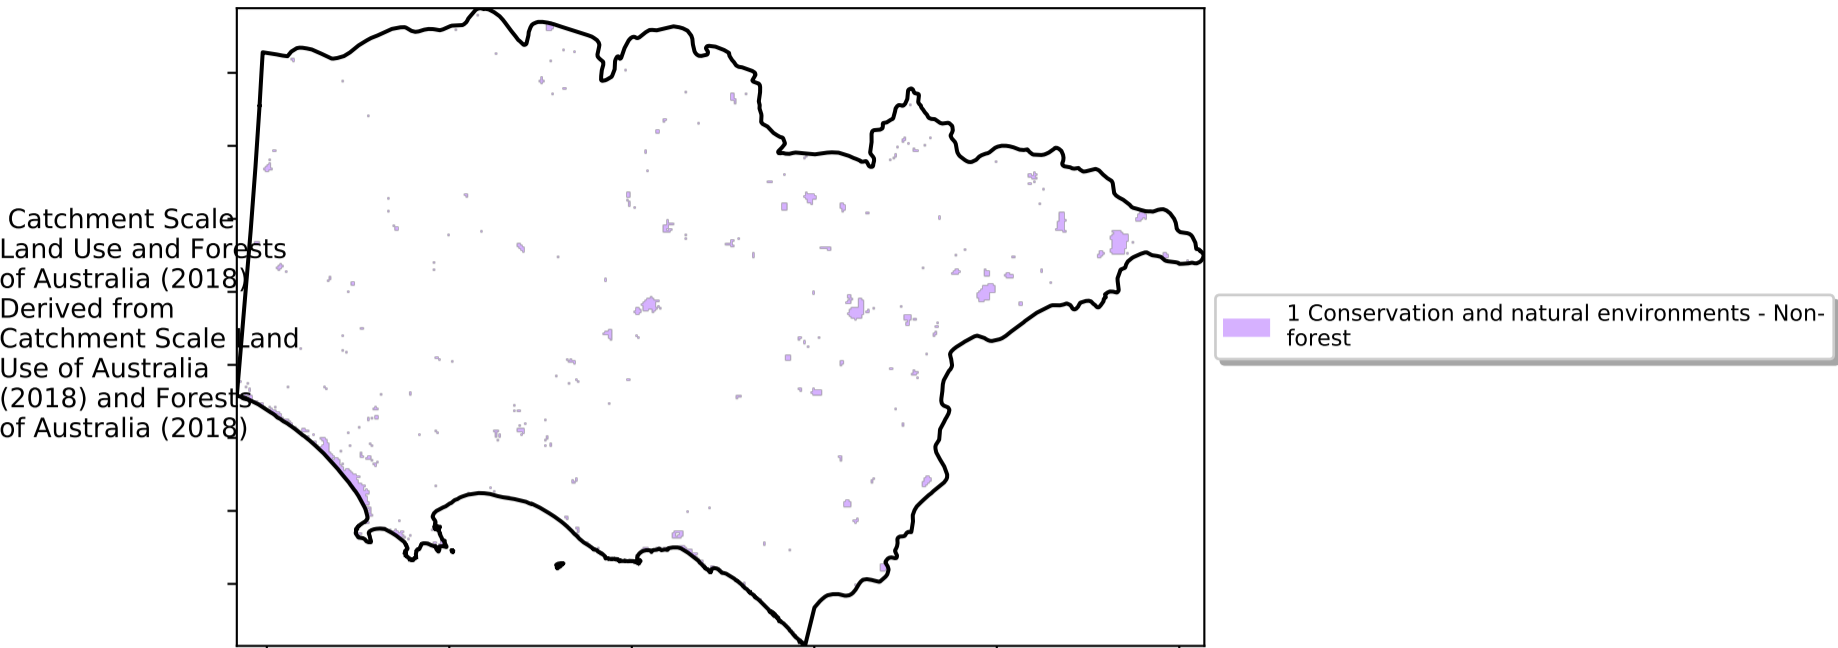 Catchment Scale
Land Use and Forests
of Australia (2018)
Derived from
Catchment Scale Land
Use of Australia
(2018) and Forests
of Australia (2018)
1 Conservation and natural environments - Non-
forest